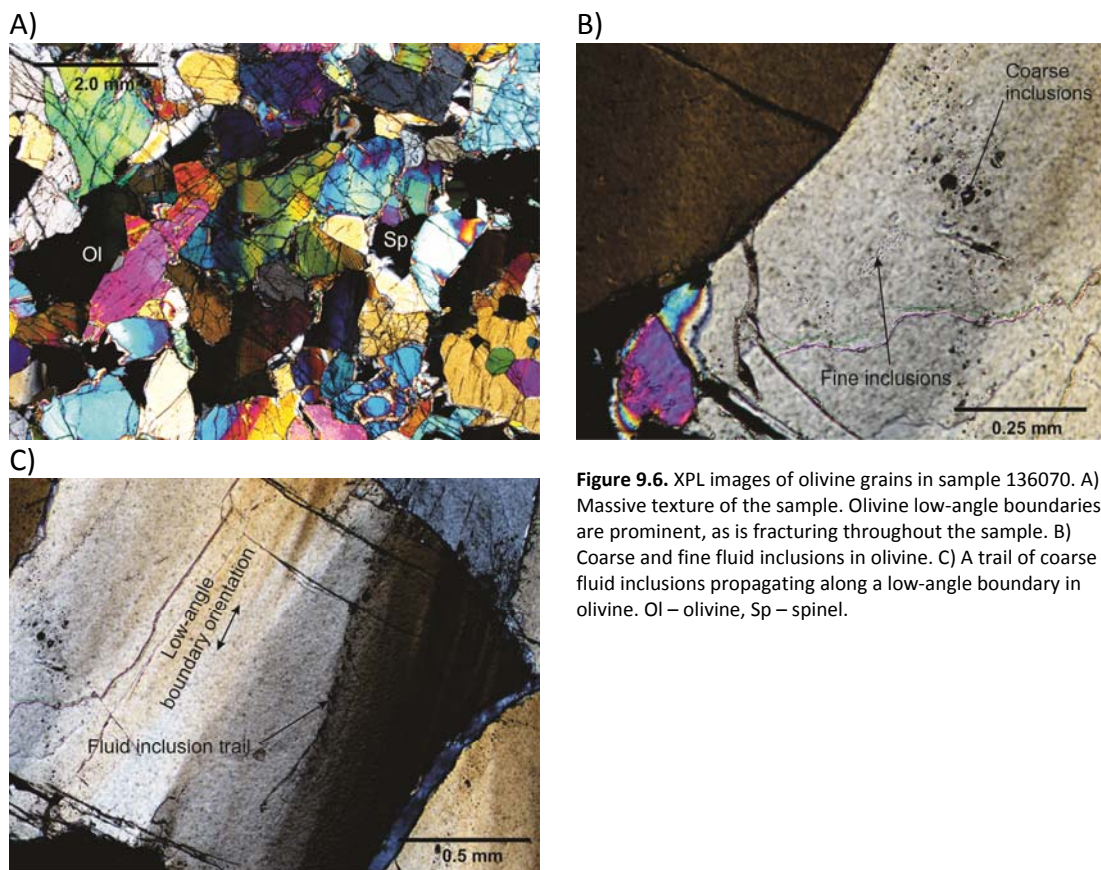 A)
2.0 mm
Ol
Sp
B)
Coarse
inclusions
Fine inclusions
0.25 mm
C)
Low-angle
boundary orientation
Fluid inclusion trail
0.5 mm
Figure 9.6. XPL images of olivine grains in sample 136070. A)
Massive texture of the sample. Olivine low-angle boundaries
are prominent, as is fracturing throughout the sample. B)
Coarse and fine fluid inclusions in olivine. C) A trail of coarse
fluid inclusions propagating along a low-angle boundary in
olivine. Ol – olivine, Sp – spinel.